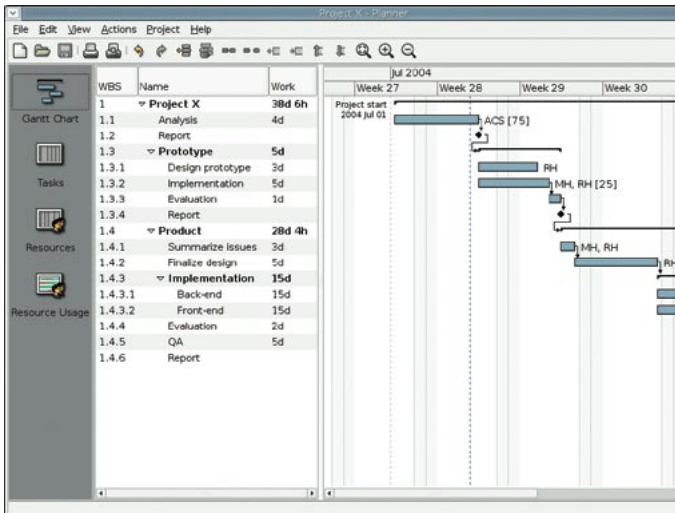 Project X - Planner
File Edit View Actions Project Help
Gantt Chart
Tasks
Resources
Resource Usage
WBS Name Work
1 Project X 38d 6h
1.1 Analysis 4d
1.2 Report
1.3 Prototype 5d
1.3.1 Design prototype 3d
1.3.2 Implementation 5d
1.3.3 Evaluation 1d
1.3.4 Report
1.4 Product 28d 4h
1.4.1 Summarize issues 3d
1.4.2 Finalize design 5d
1.4.3 Implementation 15d
1.4.3.1 Back-end 15d
1.4.3.2 Front-end 15d
1.4.4 Evaluation 2d
1.4.5 QA 5d
1.4.6 Report
Jul 2004
Week 27 Week 28 Week 29 Week 30
Project start
2004 Jul 01
ACS [75]
RH
MH, RH [25]
MH, RH
RH